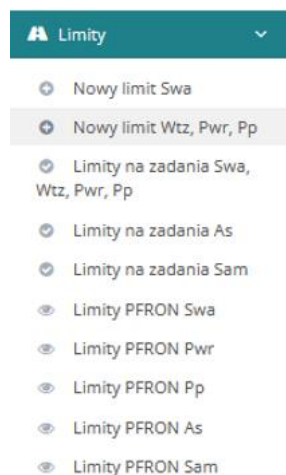 Limity
Nowy limit Swa
Nowy limit Wtz, Pwr, Pp
Limity na zadania Swa,
Wtz, Pwr, Pp
Limity na zadania As
Limity na zadania Sam
Limity PFRON Swa
Limity PFRON Pwr
Limity PFRON Pp
Limity PFRON As
Limity PFRON Sam